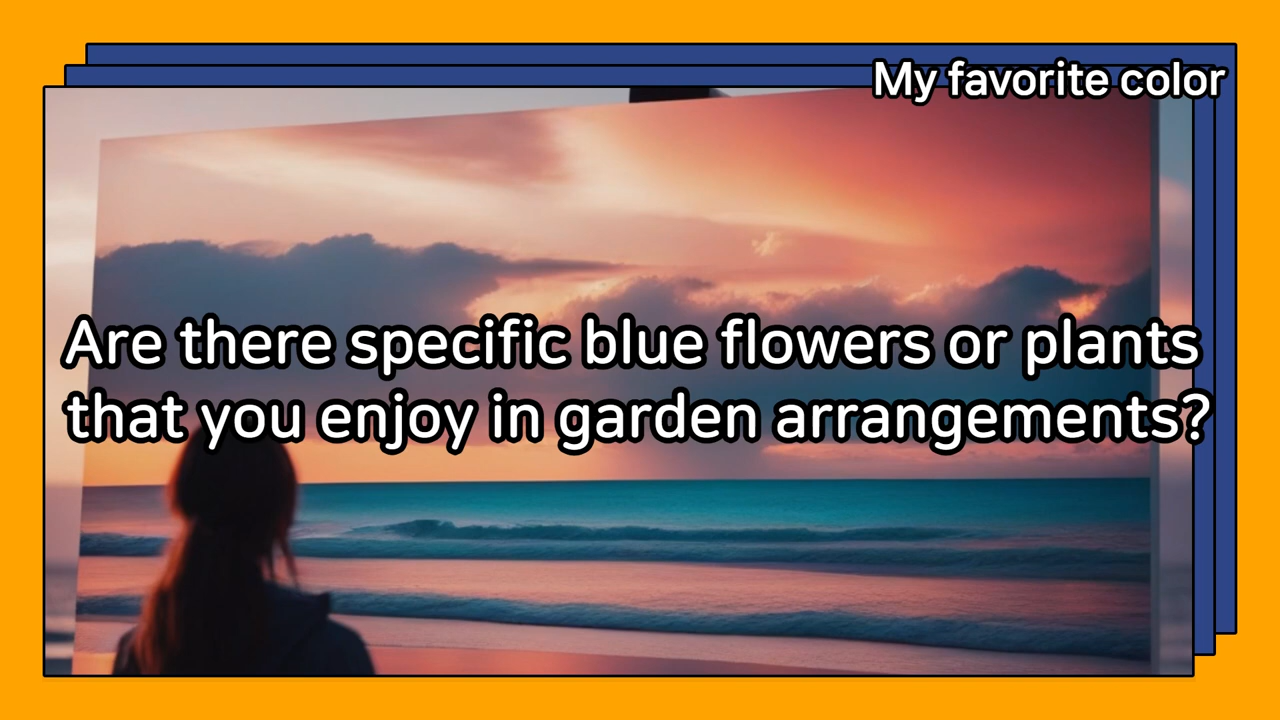 My favorite color
Are there specific blue flowers or plants
that you enjoy in garden arrangements?